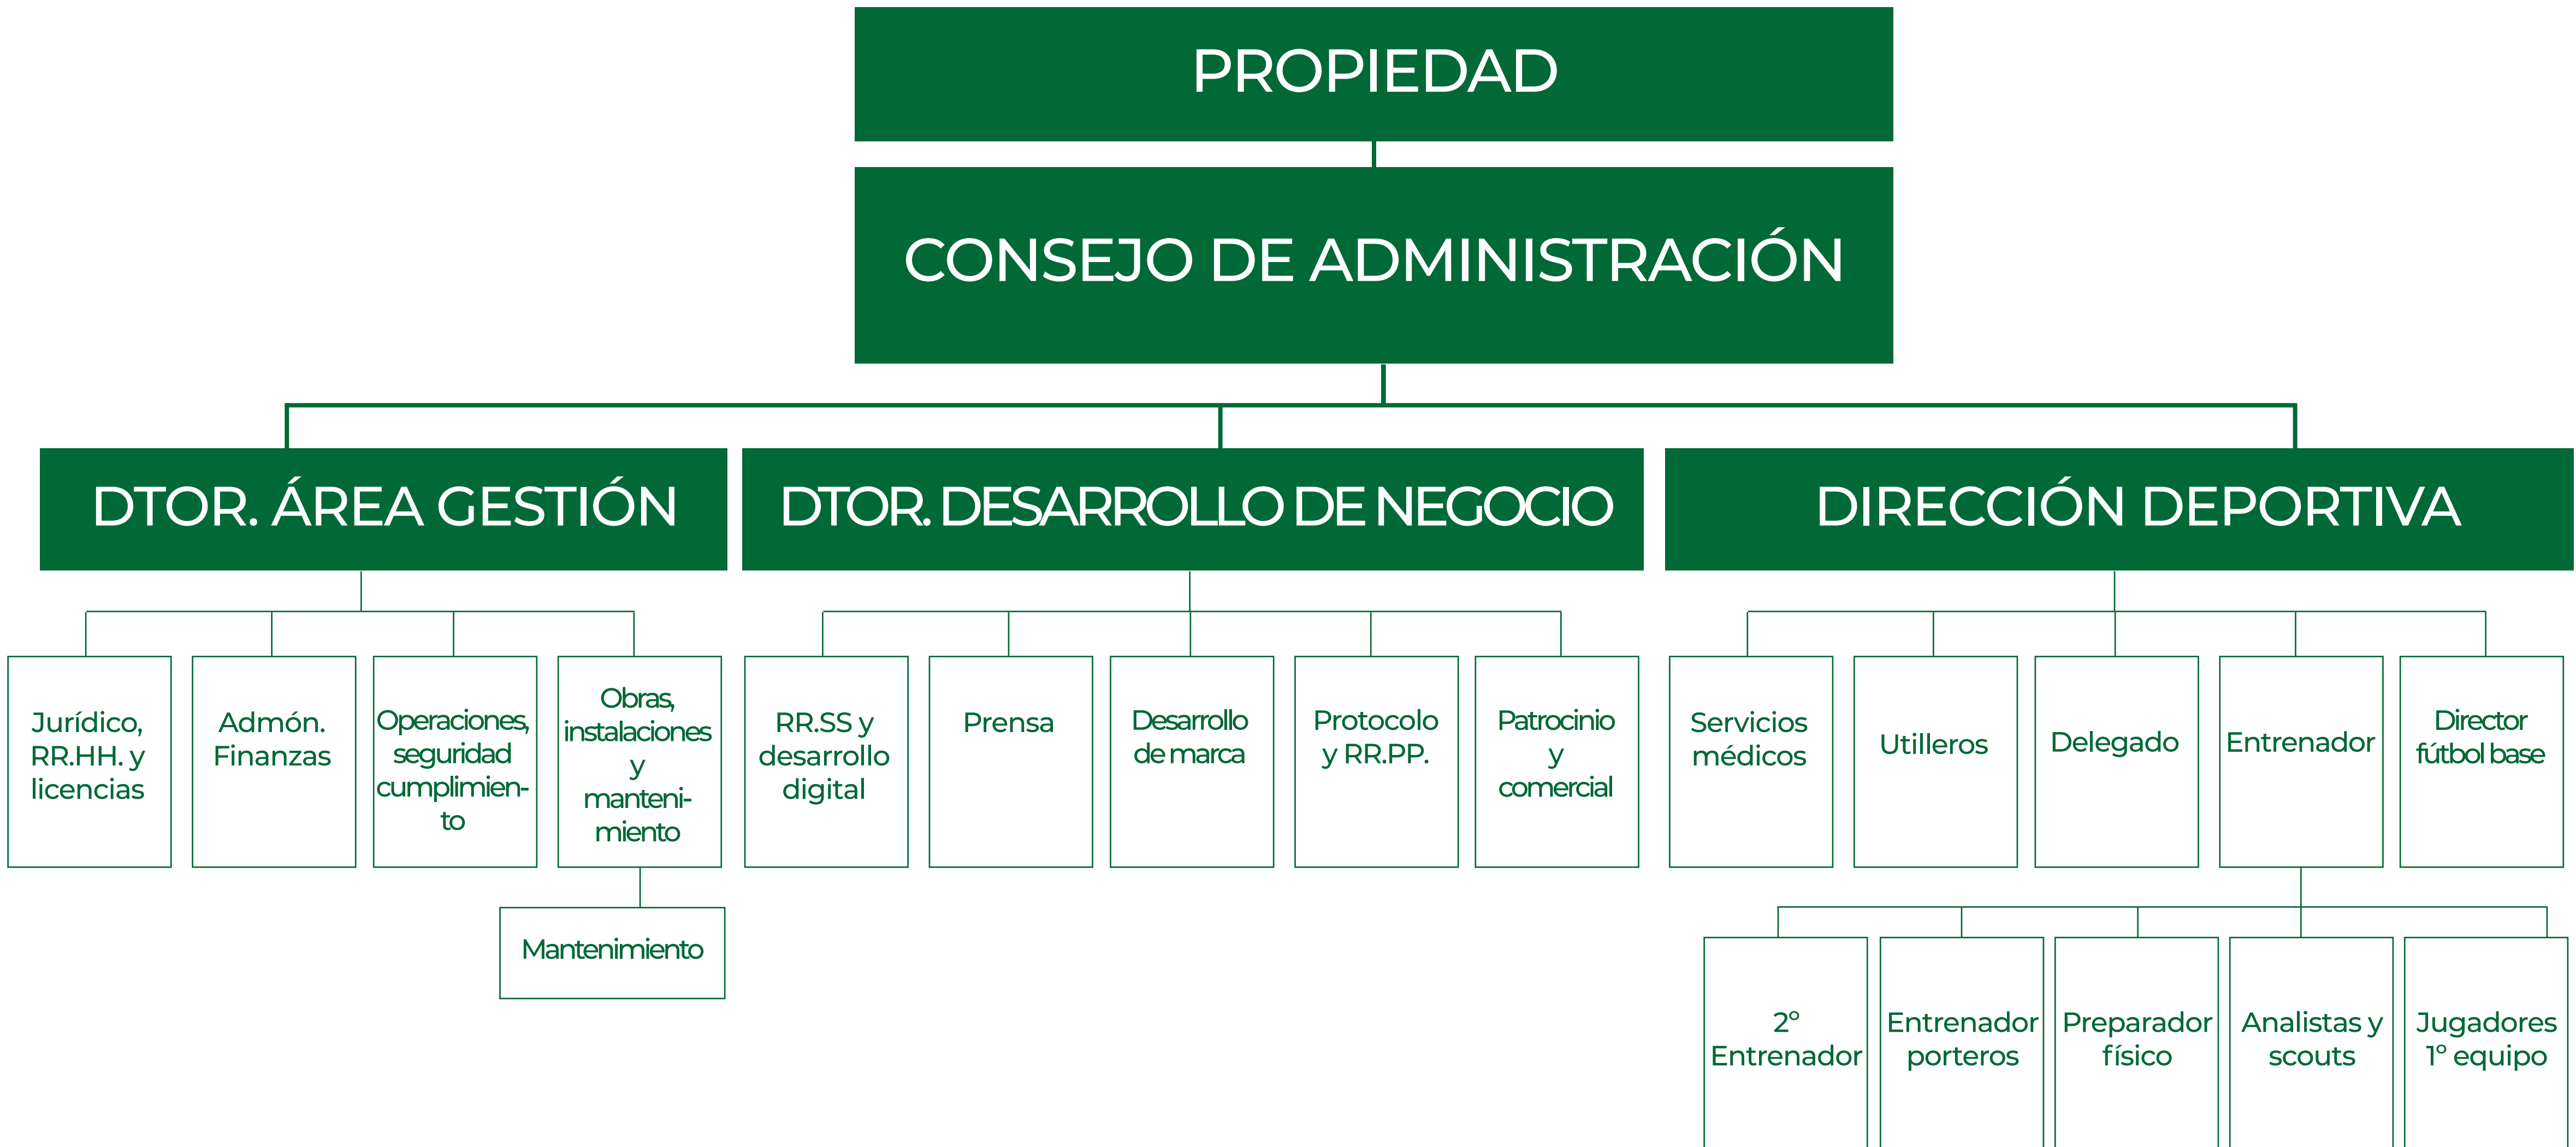 PROPIEDAD
CONSEJO DE ADMINISTRACIÓN
DTOR. ÁREA GESTIÓN
DTOR. DESARROLLO DE NEGOCIO
DIRECCIÓN DEPORTIVA
Jurídico,
RR.HH. y
licencias
Admón.
Finanzas
Operaciones,
seguridad
cumplimien-
to
Obras,
instalaciones
y
manteni-
miento
RR.SS y
desarrollo
digital
Prensa
Desarrollo
de marca
Protocolo
y RR.PP.
Patrocinio
y
comercial
Servicios
médicos
Utilleros
Delegado
Entrenador
Director
fútbol base
Mantenimiento
2º
Entrenador
Entrenador
porteros
Preparador
físico
Analistas y
scouts
Jugadores
1º equipo